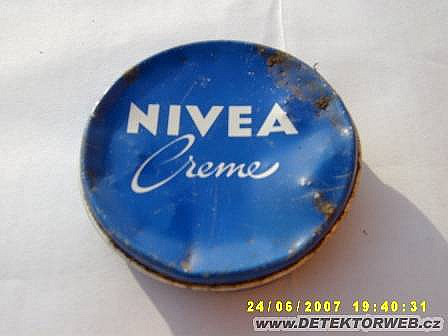 NIVEA
Creme
24/06/2007 19:40:31
www.DETEKTORWEB.cz